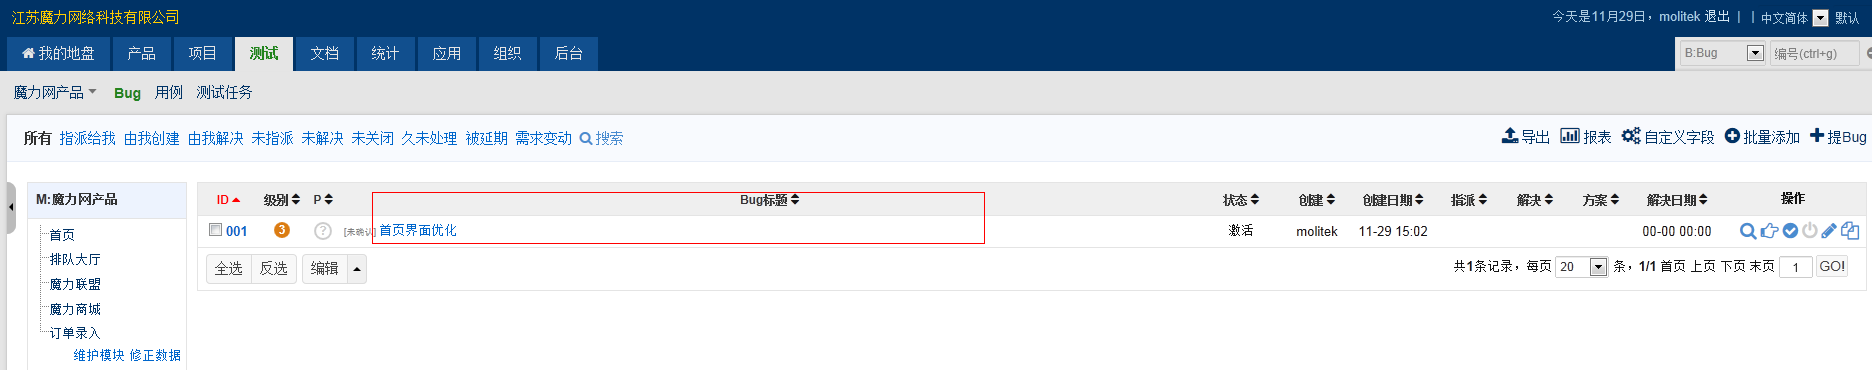 江苏魔力网络科技有限公司
今天是11月29日，molitek 退出 | | 中文简体 默认
我的地盘 产品 项目 测试 文档 统计 应用 组织 后台
B:Bug 编号(ctrl+g)
魔力网产品 Bug 用例 测试任务
所有 指派给我 由我创建 由我解决 未指派 未解决 未关闭 久未处理 被延期 需求变动 搜索
导出 报表 自定义字段 批量添加 提Bug
M:魔力网产品
首页
排队大厅
魔力联盟
魔力商城
订单录入
维护模块 修正数据
ID 级别 P Bug标题 状态 创建 创建日期 指派 解决 方案 解决日期 操作
001 3 ? [未确认] 首页界面优化 激活 molitek 11-29 15:02 00-00 00:00
全选 反选 编辑
共1条记录，每页 20 条，1/1 首页 上页 下页 末页 1 GO!